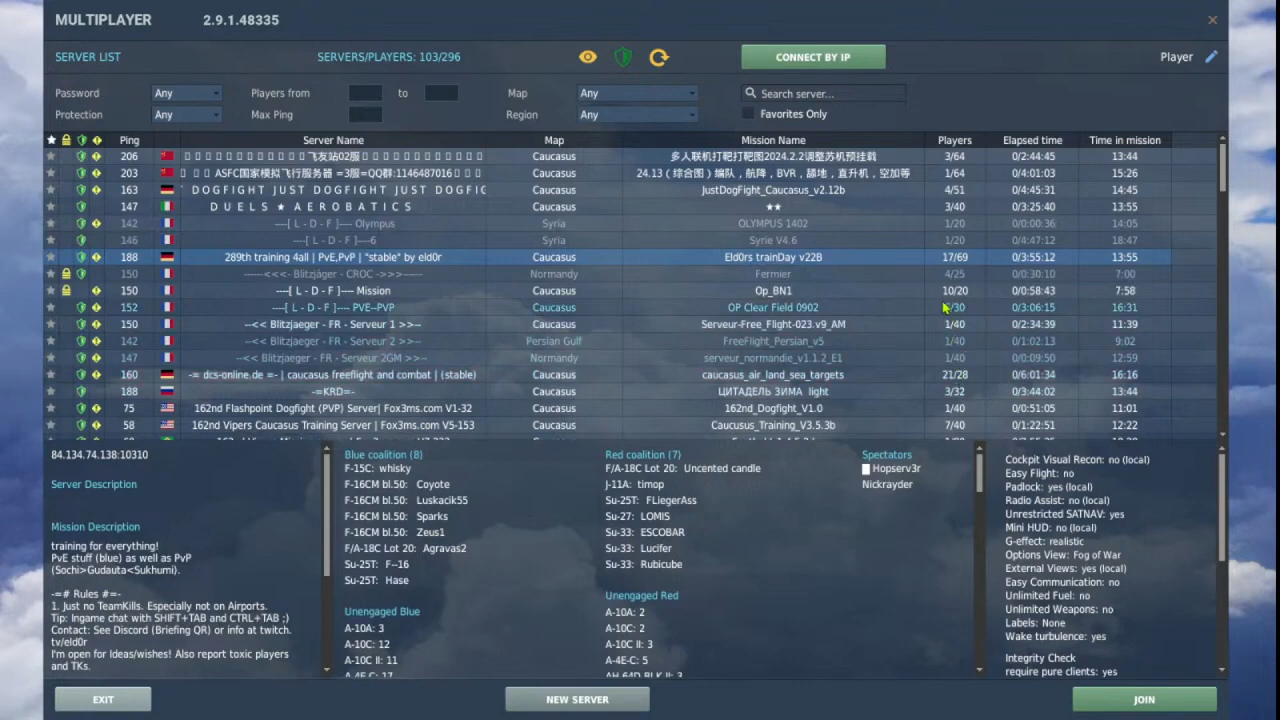 MULTIPLAYER 2.9.1.48335
SERVER LIST SERVERS/PLAYERS: 103/296 CONNECT BY IP Player
Password Any Players from to Map Any Search server...
Protection Any Max Ping Region Any Favorites Only
Ping Server Name Map Mission Name Players Elapsed time Time in mission
206 飞友站02服 Caucasus 多人联机打靶打靶图2024.2.2调整苏机预挂载 3/64 0/2:44:45 13:44
203 ASFC国家模拟飞行服务器 =3服=QQ群:1146487016 Caucasus 24.13（综合图）编队，航母，BVR，舔地，直升机，空加等 1/64 0/4:01:03 15:26
163 DOGFIGHT JUST DOGFIGHT JUST DOGFIG Caucasus JustDogFight_Caucasus_v2.12b 4/51 0/4:45:31 14:45
147 DUELS ★ AEROBATICS Caucasus ★★ 3/40 0/3:25:40 13:55
142 ----[ L - D - F ]---- Olympus Syria OLYMPUS 1402 1/20 0/0:00:36 14:05
146 ----[ L - D - F ]----6 Syria Syrie V4.6 1/20 0/4:47:12 18:47
188 289th training 4all | PvE,PvP | "stable" by eld0r Caucasus Eld0rs trainDay v22B 17/69 0/3:55:12 13:55
150 ------<<<- Blitzjäger - CROC ->>>------ Normandy Fermier 4/25 0/0:30:10 7:00
150 ----[ L - D - F ]---- Mission Caucasus Op_BN1 10/20 0/0:58:43 7:58
152 ----[ L - D - F ]---- PVE--PVP Caucasus OP Clear Field 0902 /30 0/3:06:15 16:31
150 --<< Blitzjaeger - FR - Serveur 1 >>-- Caucasus Serveur-Free_Flight-023.v9_AM 1/40 0/2:34:39 11:39
142 --<< Blitzjaeger - FR - Serveur 2 >>-- Persian Gulf FreeFlight_Persian_v5 1/40 0/1:02:13 9:02
147 --<< Blitzjaeger - FR - Serveur 2GM >>-- Normandy serveur_normandie_v1.1.2_E1 1/40 0/0:09:50 12:59
160 -= dcs-online.de =- | caucasus freeflight and combat | (stable) Caucasus caucasus_air_land_sea_targets 21/28 0/6:01:34 16:16
188 -=KRD=- Caucasus ЦИТАДЕЛЬ ЗИМА light 3/32 0/3:44:02 13:44
75 162nd Flashpoint Dogfight (PVP) Server| Fox3ms.com V1-32 Caucasus 162nd_Dogfight_V1.0 1/40 0/0:51:05 11:01
58 162nd Vipers Caucasus Training Server | Fox3ms.com V5-153 Caucasus Caucusus_Training_V3.5.3b 7/40 0/1:22:51 12:22
84.134.74.138:10310
Server Description
Mission Description
training for everything!
PvE stuff (blue) as well as PvP
(Sochi>Gudauta<Sukhumi).
-=# Rules #=-
1. Just no TeamKills. Especially not on Airports.
Tip: Ingame chat with SHIFT+TAB and CTRL+TAB ;)
Contact: See Discord (Briefing QR) or info at twitch.
tv/eld0r
I'm open for Ideas/wishes! Also report toxic players
and TKs.
Blue coalition (8)
F-15C: whisky
F-16CM bl.50: Coyote
F-16CM bl.50: Luskacik55
F-16CM bl.50: Sparks
F-16CM bl.50: Zeus1
F/A-18C Lot 20: Agravas2
Su-25T: F--16
Su-25T: Hase
Unengaged Blue
A-10A: 3
A-10C: 12
A-10C II: 11
A-4E-C: 17
Red coalition (7)
F/A-18C Lot 20: Uncented candle
J-11A: timop
Su-25T: FLiegerAss
Su-27: LOMIS
Su-33: ESCOBAR
Su-33: Lucifer
Su-33: Rubicube
Unengaged Red
A-10A: 2
A-10C: 2
A-10C II: 3
A-4E-C: 5
AH-64D BLK II: 3
Spectators
Hopserv3r
Nickrayder
Cockpit Visual Recon: no (local)
Easy Flight: no
Padlock: yes (local)
Radio Assist: no (local)
Unrestricted SATNAV: yes
Mini HUD: no (local)
G-effect: realistic
Options View: Fog of War
External Views: yes (local)
Easy Communication: no
Unlimited Fuel: no
Unlimited Weapons: no
Labels: None
Wake turbulence: yes
Integrity Check
require pure clients: yes
EXIT NEW SERVER JOIN